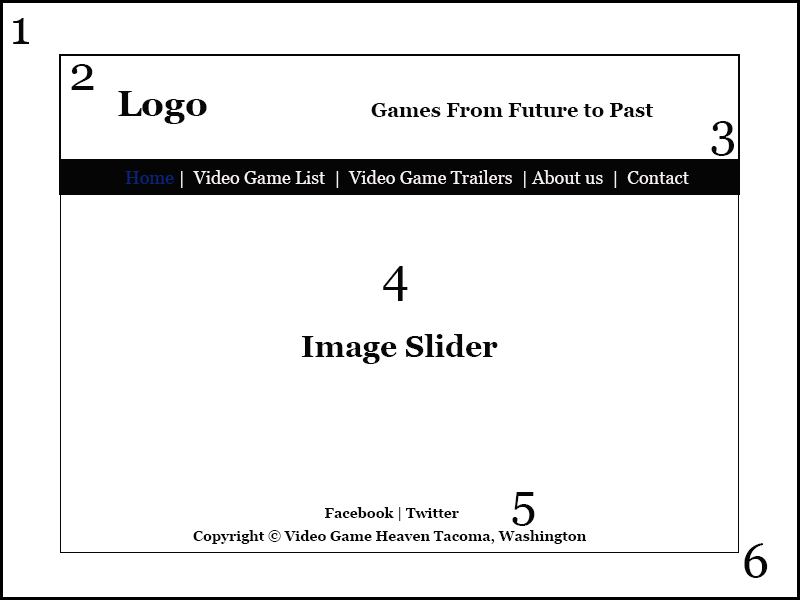 1
2
Logo
Games From Future to Past
3
Home | Video Game List | Video Game Trailers | About us | Contact
4
Image Slider
5
Facebook | Twitter
Copyright © Video Game Heaven Tacoma, Washington
6